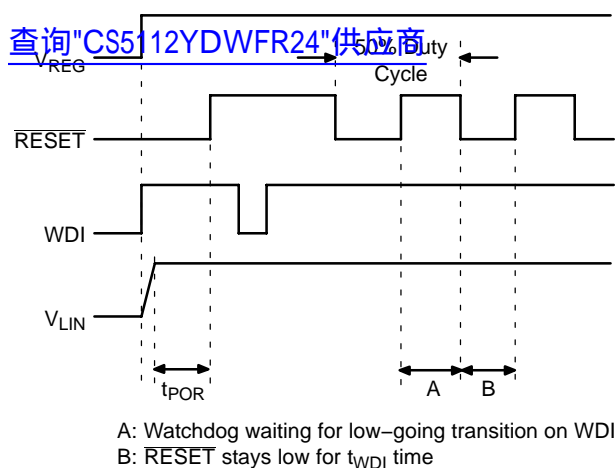 查询"CS5112YDWFR24"供应商
VREG
50% Duty
Cycle
RESET
WDI
VLIN
tPOR
A
B
A: Watchdog waiting for low–going transition on WDI
B: RESET stays low for tWDI time